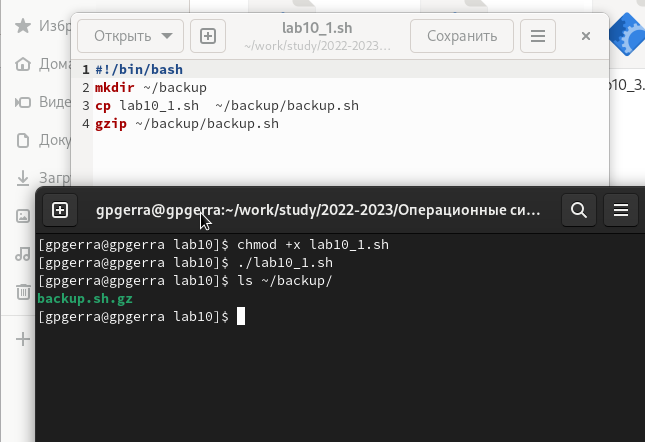 Избр
Дома
Виде
Доку
Загр
Открыть
lab10_1.sh
~/work/study/2022-2023…
Сохранить
1 #!/bin/bash
2 mkdir ~/backup
3 cp lab10_1.sh  ~/backup/backup.sh
4 gzip ~/backup/backup.sh
10_3.
gpgerra@gpgerra:~/work/study/2022-2023/Операционные си…
[gpgerra@gpgerra lab10]$ chmod +x lab10_1.sh
[gpgerra@gpgerra lab10]$ ./lab10_1.sh
[gpgerra@gpgerra lab10]$ ls ~/backup/
backup.sh.gz
[gpgerra@gpgerra lab10]$